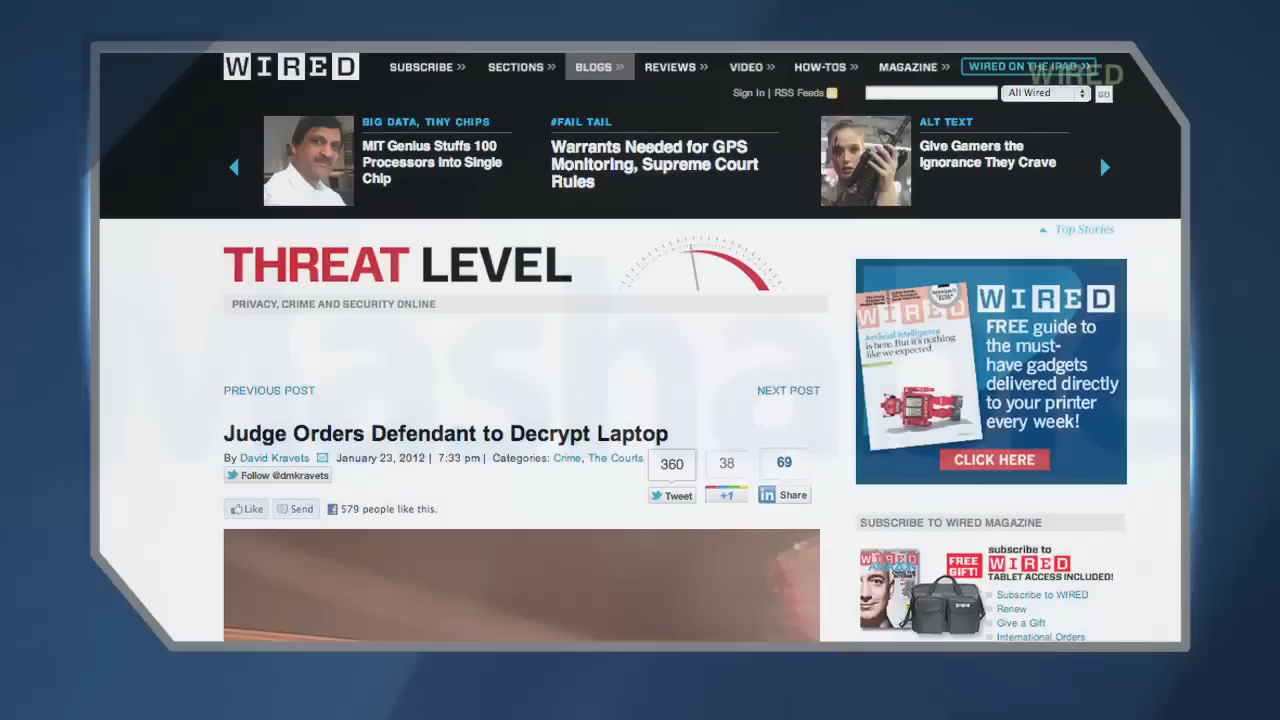 WIRED
SUBSCRIBE »
SECTIONS »
BLOGS »
REVIEWS »
VIDEO »
HOW-TOS »
MAGAZINE »
WIRED ON THE IPAD »
WIRED
Sign In | RSS Feeds
All Wired
GO
BIG DATA, TINY CHIPS
MIT Genius Stuffs 100
Processors Into Single
Chip
#FAIL TAIL
Warrants Needed for GPS
Monitoring, Supreme Court
Rules
ALT TEXT
Give Gamers the
Ignorance They Crave
Top Stories
THREAT LEVEL
PRIVACY, CRIME AND SECURITY ONLINE
PREVIOUS POST
NEXT POST
Judge Orders Defendant to Decrypt Laptop
By David Kravets
January 23, 2012 | 7:33 pm | Categories: Crime, The Courts
Follow @dmkravets
360
38
69
Tweet
+1
in Share
Like
Send
579 people like this.
WIRED
Artificial Intelligence
is here. But it's nothing
like we expected.
WIRED
FREE guide to
the must-
have gadgets
delivered directly
to your printer
every week!
CLICK HERE
SUBSCRIBE TO WIRED MAGAZINE
WIRED
AMAZON
FREE
GIFT!
subscribe to
WIRED
TABLET ACCESS INCLUDED!
Subscribe to WIRED
Renew
Give a Gift
International Orders